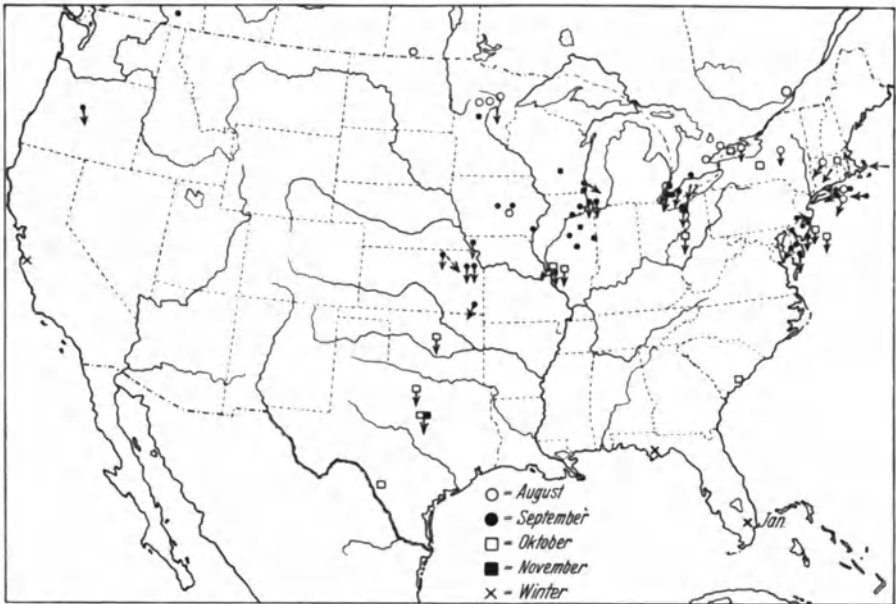 = August
= September
= Oktober
= November
= Winter
Jan.